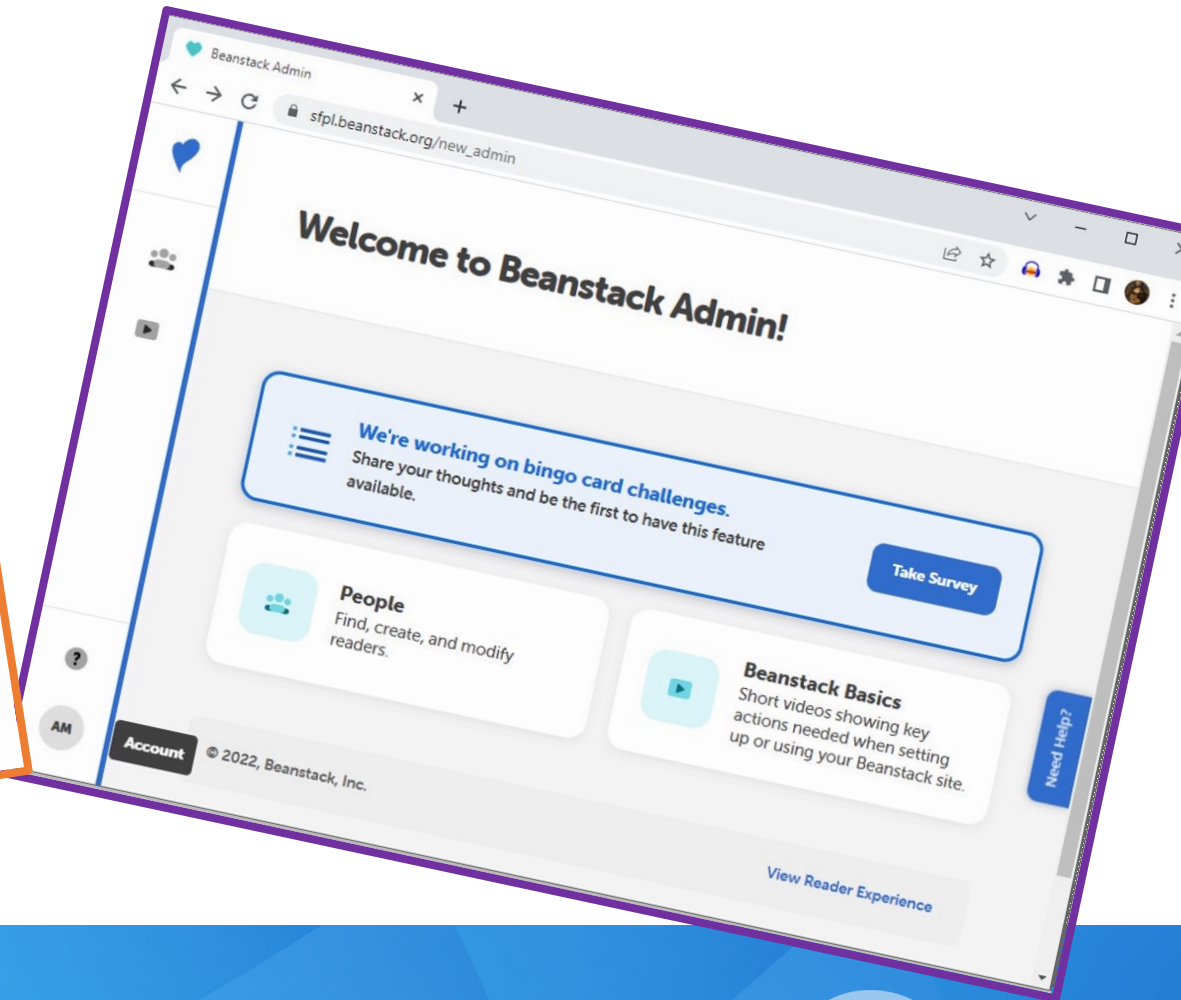 Beanstack Admin
sfpl.beanstack.org/new_admin
Welcome to Beanstack Admin!
We're working on bingo card challenges.
Share your thoughts and be the first to have this feature
available.
Take Survey
People
Find, create, and modify
readers.
Beanstack Basics
Short videos showing key
actions needed when setting
up or using your Beanstack site.
Need Help?
?
AM
Account
© 2022, Beanstack, Inc.
View Reader Experience